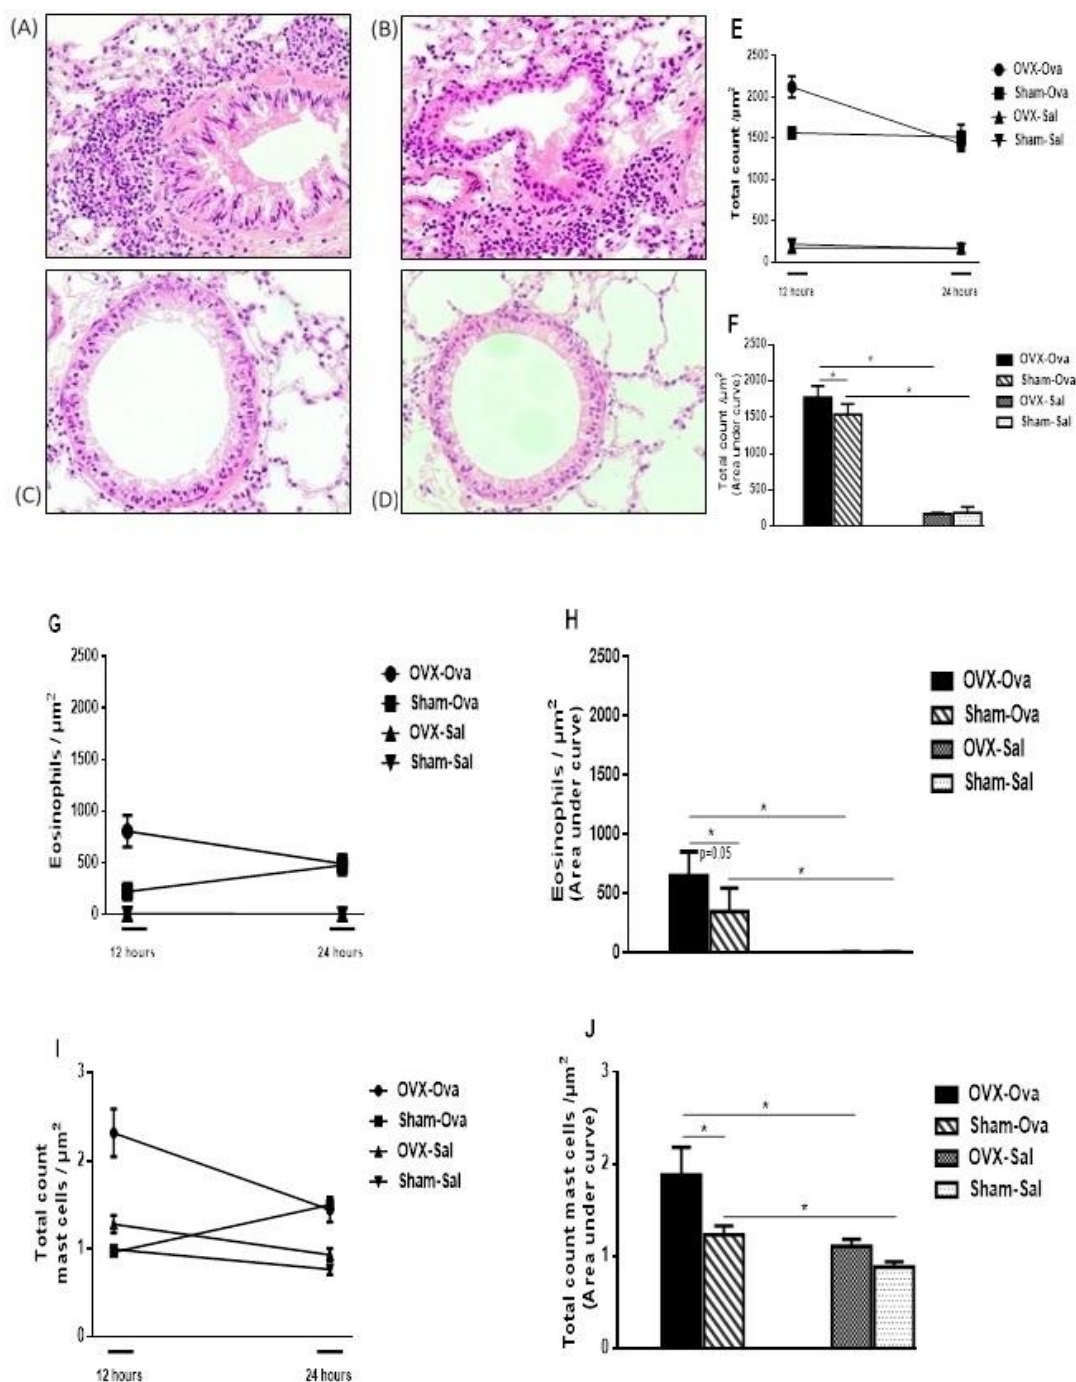 (A)
(B)
(C)
(D)
E
Total count /µm²
2500
2000
1500
1000
500
0
12 hours
24 hours
OVX-Ova
Sham-Ova
OVX-Sal
Sham-Sal
F
Total count /µm²
(Area under curve)
2500
2000
1500
1000
500
0
*
*
*
OVX-Ova
Sham-Ova
OVX-Sal
Sham-Sal
G
Eosinophils / µm²
2500
2000
1500
1000
500
0
12 hours
24 hours
OVX-Ova
Sham-Ova
OVX-Sal
Sham-Sal
H
Eosinophils / µm²
(Area under curve)
2500
2000
1500
1000
500
0
*
*
p=0.05
*
OVX-Ova
Sham-Ova
OVX-Sal
Sham-Sal
I
Total count
mast cells / µm²
3
2
1
0
12 hours
24 hours
OVX-Ova
Sham-Ova
OVX-Sal
Sham-Sal
J
Total count mast cells /µm²
(Area under curve)
3
2
1
0
*
*
*
OVX-Ova
Sham-Ova
OVX-Sal
Sham-Sal